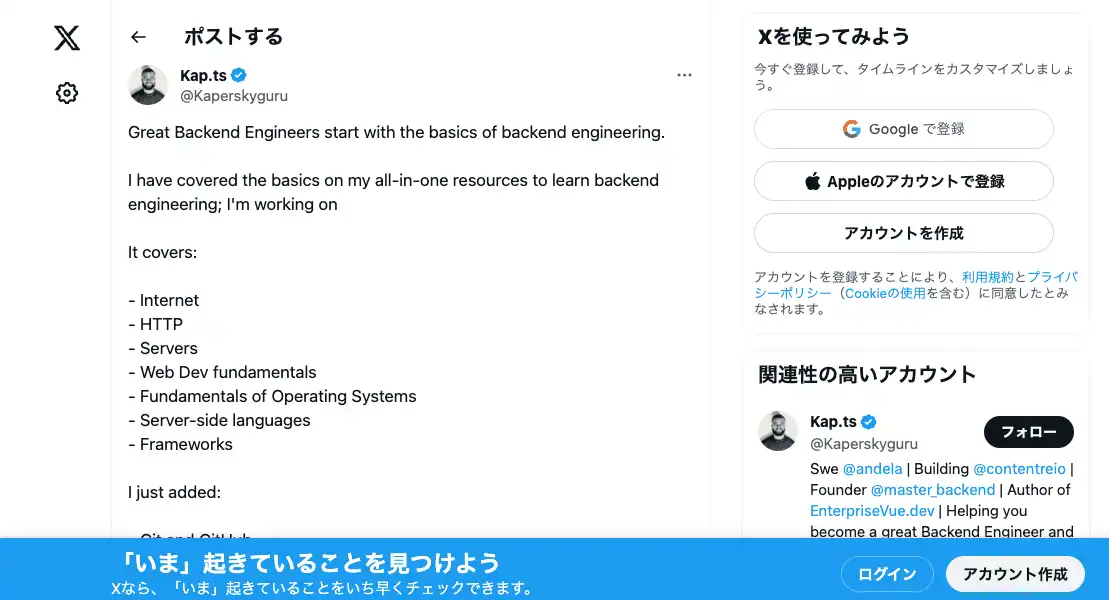 ポストする
Kap.ts
@Kaperskyguru
Great Backend Engineers start with the basics of backend engineering.
I have covered the basics on my all-in-one resources to learn backend
engineering; I'm working on
It covers:
- Internet
- HTTP
- Servers
- Web Dev fundamentals
- Fundamentals of Operating Systems
- Server-side languages
- Frameworks
I just added:
- Git and GitHub
Xを使ってみよう
今すぐ登録して、タイムラインをカスタマイズしましょ
う。
Google で登録
Appleのアカウントで登録
アカウントを作成
アカウントを登録することにより、利用規約とプライバ
シーポリシー（Cookieの使用を含む）に同意したとみ
なされます。
関連性の高いアカウント
Kap.ts
@Kaperskyguru
フォロー
Swe @andela | Building @contentreio |
Founder @master_backend | Author of
EnterpriseVue.dev | Helping you
become a great Backend Engineer and
「いま」起きていることを見つけよう
Xなら、「いま」起きていることをいち早くチェックできます。
ログイン
アカウント作成